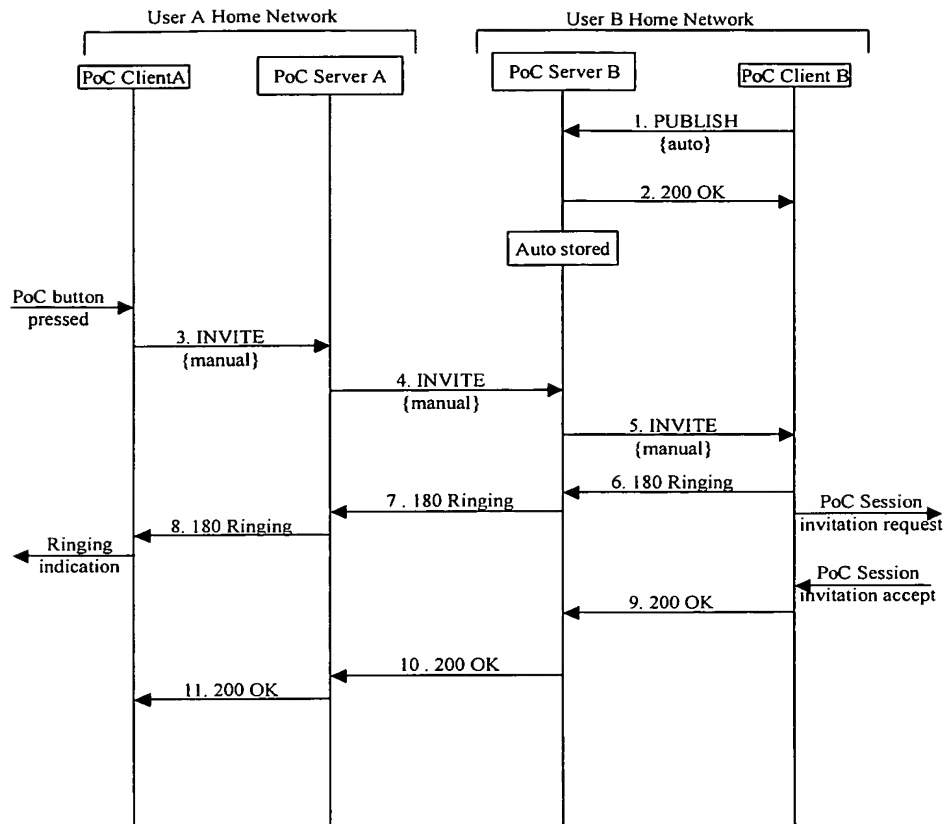 User A Home Network
User B Home Network
PoC ClientA
PoC Server A
PoC Server B
PoC Client B
1. PUBLISH
{auto}
2. 200 OK
Auto stored
PoC button
pressed
3. INVITE
{manual}
4. INVITE
{manual}
5. INVITE
{manual}
6. 180 Ringing
7 . 180 Ringing
PoC Session
invitation request
8. 180 Ringing
Ringing
indication
PoC Session
invitation accept
9. 200 OK
10 . 200 OK
11. 200 OK